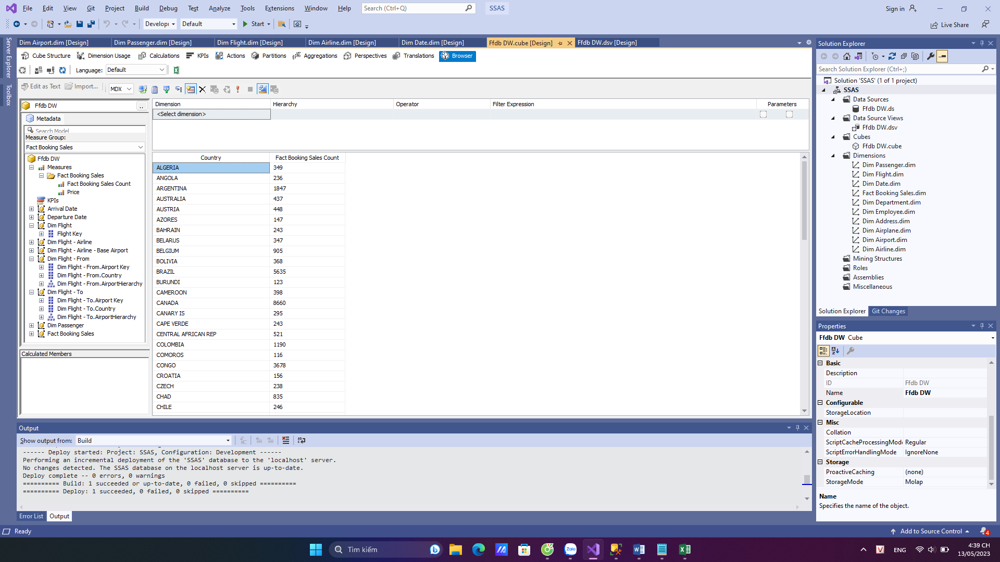 File Edit View Git Project Build Debug Test Analyze Tools Extensions Window Help Search (Ctrl+Q) SSAS Sign in
Developi Default Start Live Share
Server Explorer
Toolbox
Dim Airport.dim [Design] Dim Passenger.dim [Design] Dim Flight.dim [Design] Dim Airline.dim [Design] Dim Date.dim [Design] Ffdb DW.cube [Design] Ffdb DW.dsv [Design]
Cube Structure Dimension Usage Calculations KPIs Actions Partitions Aggregations Perspectives Translations Browser
Language: Default
Edit as Text Import... MDX
Ffdb DW ..
Metadata
Search Model
Measure Group:
Fact Booking Sales
Ffdb DW
Measures
Fact Booking Sales
Fact Booking Sales Count
Price
KPIs
Arrival Date
Departure Date
Dim Flight
Flight Key
Dim Flight - Airline
Dim Flight - Airline - Base Airport
Dim Flight - From
Dim Flight - From.Airport Key
Dim Flight - From.Country
Dim Flight - From.AirportHierarchy
Dim Flight - To
Dim Flight - To.Airport Key
Dim Flight - To.Country
Dim Flight - To.AirportHierarchy
Dim Passenger
Fact Booking Sales
Calculated Members
Dimension Hierarchy Operator Filter Expression Parameters
<Select dimension>
Country Fact Booking Sales Count
ALGERIA 349
ANGOLA 236
ARGENTINA 1847
AUSTRALIA 437
AUSTRIA 448
AZORES 147
BAHRAIN 243
BELARUS 347
BELGIUM 905
BOLIVIA 368
BRAZIL 5635
BURUNDI 123
CAMEROON 398
CANADA 8660
CANARY IS 295
CAPE VERDE 243
CENTRAL AFRICAN REP 521
COLOMBIA 1190
COMOROS 116
CONGO 3678
CROATIA 156
CZECH 238
CHAD 835
CHILE 246
Output
Show output from: Build
------ Deploy started: Project: SSAS, Configuration: Development ------
Performing an incremental deployment of the 'SSAS' database to the 'localhost' server.
No changes detected. The SSAS database on the localhost server is up-to-date.
Deploy complete -- 0 errors, 0 warnings
========== Build: 1 succeeded or up-to-date, 0 failed, 0 skipped ==========
========== Deploy: 1 succeeded, 0 failed, 0 skipped ==========
Error List Output
Solution Explorer
Search Solution Explorer (Ctrl+;)
Solution 'SSAS' (1 of 1 project)
SSAS
Data Sources
Ffdb DW.ds
Data Source Views
Ffdb DW.dsv
Cubes
Ffdb DW.cube
Dimensions
Dim Passenger.dim
Dim Flight.dim
Dim Date.dim
Fact Booking Sales.dim
Dim Department.dim
Dim Employee.dim
Dim Address.dim
Dim Airplane.dim
Dim Airport.dim
Dim Airline.dim
Mining Structures
Roles
Assemblies
Miscellaneous
Solution Explorer Git Changes
Properties
Ffdb DW Cube
Basic
Description
ID Ffdb DW
Name Ffdb DW
Configurable
StorageLocation
Misc
Collation
ScriptCacheProcessingMode Regular
ScriptErrorHandlingMode IgnoreNone
Storage
ProactiveCaching (none)
StorageMode Molap
Name
Specifies the name of the object.
Ready Add to Source Control 4
Tìm kiếm Zalo ENG 4:39 CH
13/05/2023